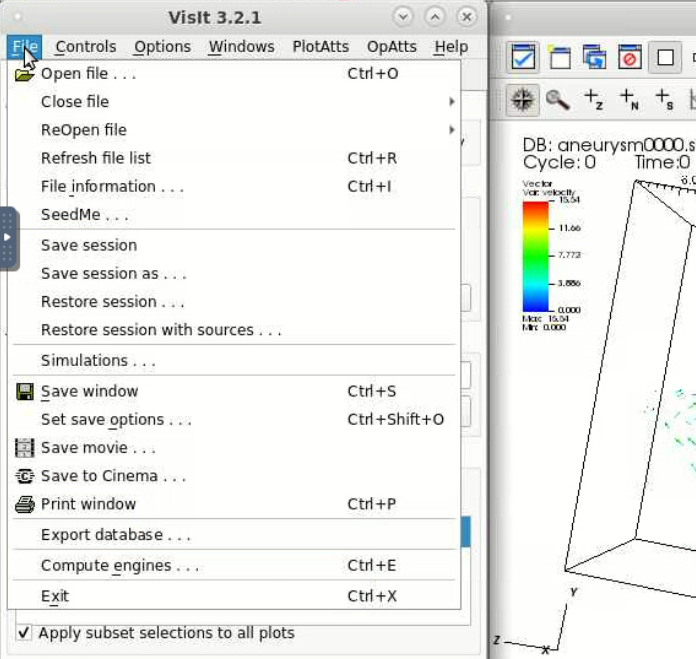 VisIt 3.2.1
File Controls Options Windows PlotAtts OpAtts Help
Open file . . . Ctrl+O
Close file
ReOpen file
Refresh file list Ctrl+R
File information . . . Ctrl+I
SeedMe . . .
Save session
Save session as . . .
Restore session . . .
Restore session with sources . . .
Simulations . . .
Save window Ctrl+S
Set save options . . . Ctrl+Shift+O
Save movie . . .
Save to Cinema . . .
Print window Ctrl+P
Export database . . .
Compute engines . . . Ctrl+E
Exit Ctrl+X
Apply subset selections to all plots
+Z +N +S
DB: aneurysm0000.s
Cycle: 0 Time:0
Vector
Var: velocity
15.54
11.66
7.772
3.886
0.000
Max: 15.54
Min: 0.000
Y
Z
X